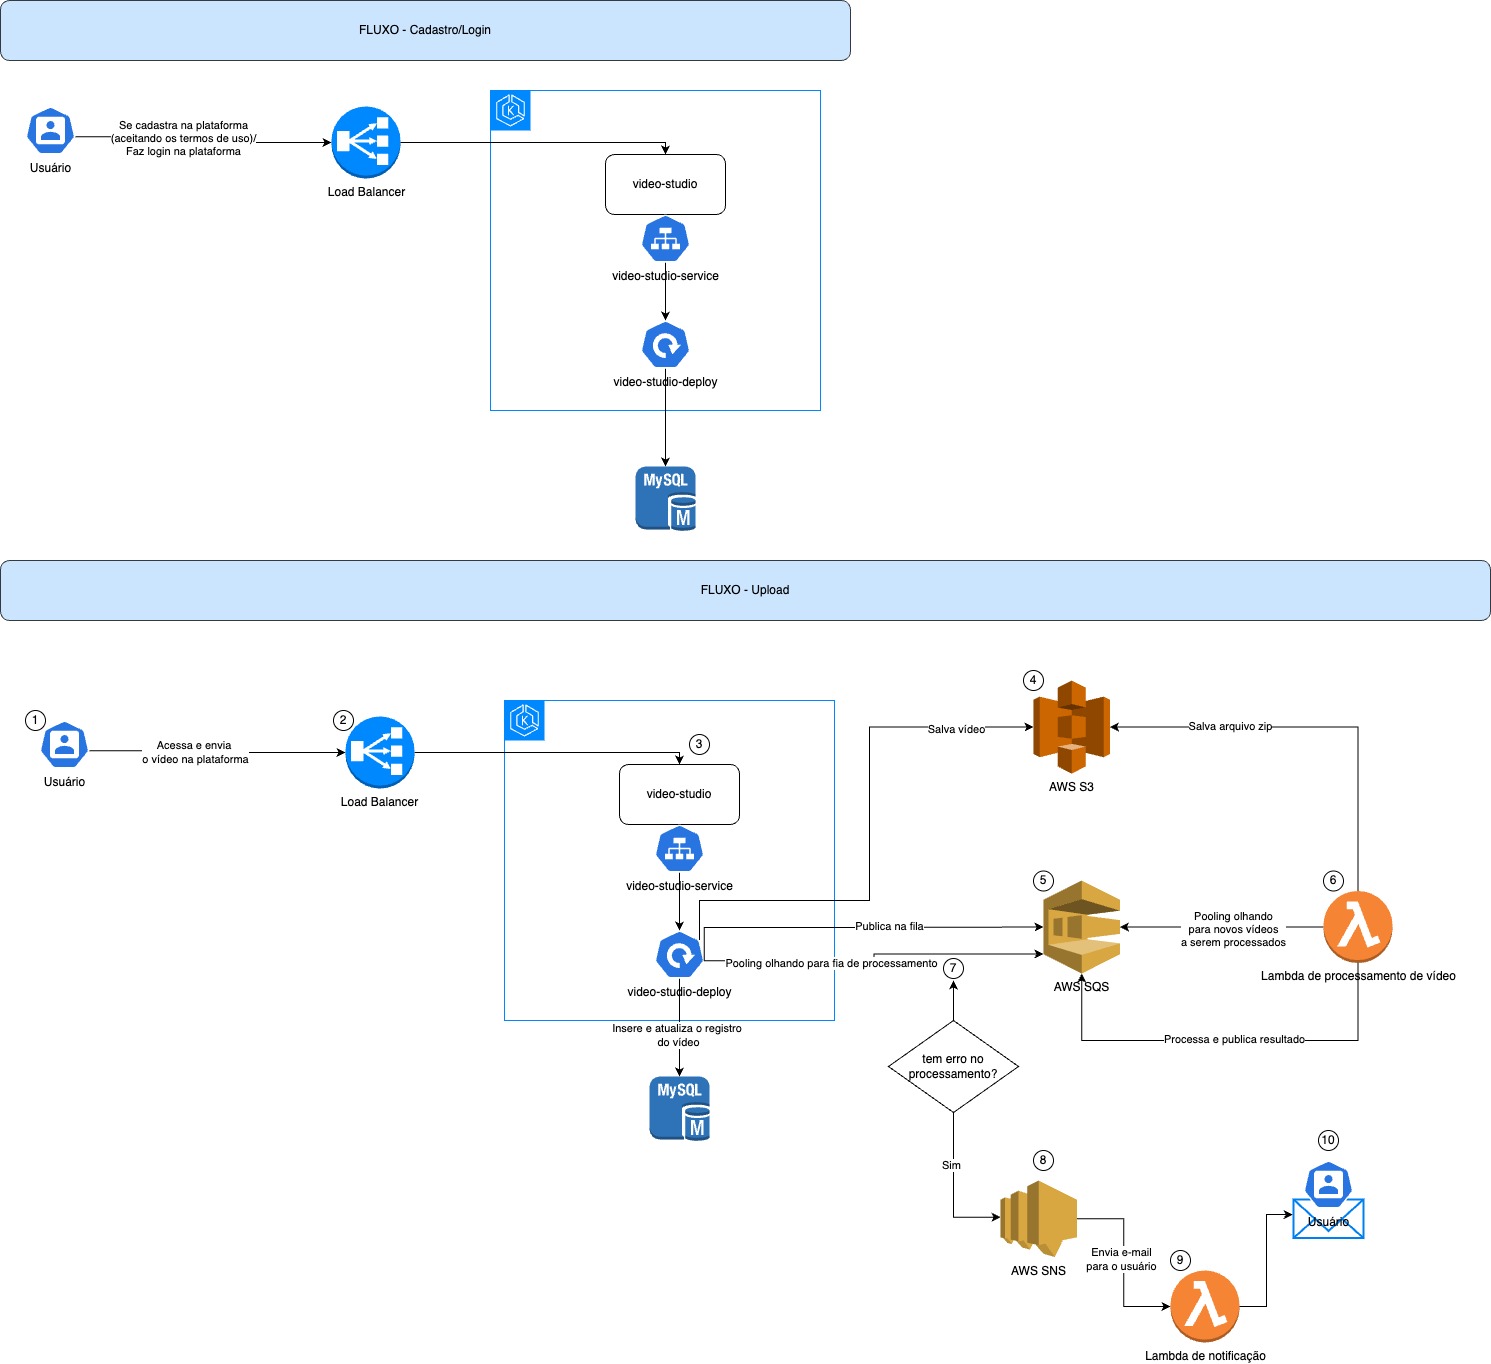 FLUXO - Cadastro/Login
Se cadastra na plataforma
(aceitando os termos de uso)/
Faz login na plataforma
Usuário
Load Balancer
K
video-studio
video-studio-service
video-studio-deploy
MySQL
M
FLUXO - Upload
1
Usuário
Acessa e envia
o vídeo na plataforma
2
Load Balancer
K
3
video-studio
video-studio-service
video-studio-deploy
Insere e atualiza o registro
do vídeo
MySQL
M
Salva vídeo
4
AWS S3
Salva arquivo zip
Publica na fila
Pooling olhando para fia de processamento
5
AWS SQS
Pooling olhando
para novos vídeos
a serem processados
6
Lambda de processamento de vídeo
Processa e publica resultado
7
tem erro no
processamento?
Sim
8
AWS SNS
Envia e-mail
para o usuário
9
Lambda de notificação
10
Usuário